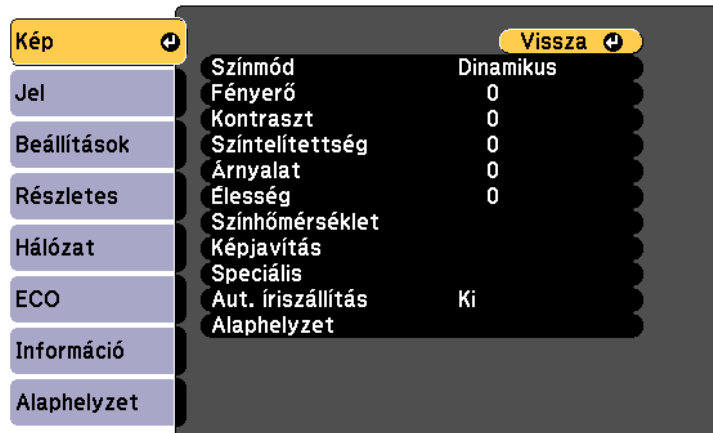 Kép
Jel
Beállítások
Részletes
Hálózat
ECO
Információ
Alaphelyzet
Vissza
Színmód Dinamikus
Fényerő 0
Kontraszt 0
Színtelítettség 0
Árnyalat 0
Élesség 0
Színhőmérséklet
Képjavítás
Speciális
Aut. íriszállítás Ki
Alaphelyzet